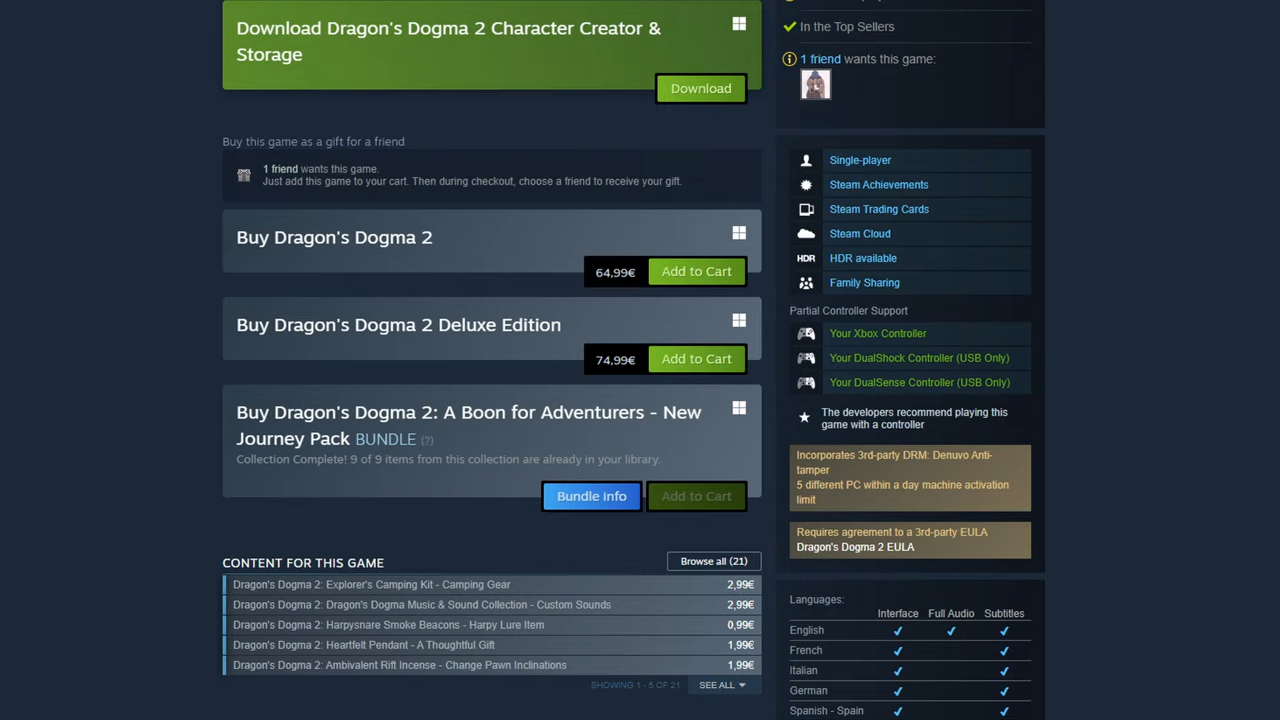 Download Dragon's Dogma 2 Character Creator &
Storage
Download
Buy this game as a gift for a friend
1 friend wants this game.
Just add this game to your cart. Then during checkout, choose a friend to receive your gift.
Buy Dragon's Dogma 2
64,99€
Add to Cart
Buy Dragon's Dogma 2 Deluxe Edition
74,99€
Add to Cart
Buy Dragon's Dogma 2: A Boon for Adventurers - New
Journey Pack BUNDLE (?)
Collection Complete! 9 of 9 items from this collection are already in your library.
Bundle info
Add to Cart
CONTENT FOR THIS GAME
Browse all (21)
Dragon's Dogma 2: Explorer's Camping Kit - Camping Gear 2,99€
Dragon's Dogma 2: Dragon's Dogma Music & Sound Collection - Custom Sounds 2,99€
Dragon's Dogma 2: Harpysnare Smoke Beacons - Harpy Lure Item 0,99€
Dragon's Dogma 2: Heartfelt Pendant - A Thoughtful Gift 1,99€
Dragon's Dogma 2: Ambivalent Rift Incense - Change Pawn Inclinations 1,99€
SHOWING 1 - 5 OF 21 SEE ALL
In the Top Sellers
1 friend wants this game:
Single-player
Steam Achievements
Steam Trading Cards
Steam Cloud
HDR HDR available
Family Sharing
Partial Controller Support
Your Xbox Controller
Your DualShock Controller (USB Only)
Your DualSense Controller (USB Only)
The developers recommend playing this
game with a controller
Incorporates 3rd-party DRM: Denuvo Anti-
tamper
5 different PC within a day machine activation
limit
Requires agreement to a 3rd-party EULA
Dragon's Dogma 2 EULA
Languages:
Interface Full Audio Subtitles
English
French
Italian
German
Spanish - Spain